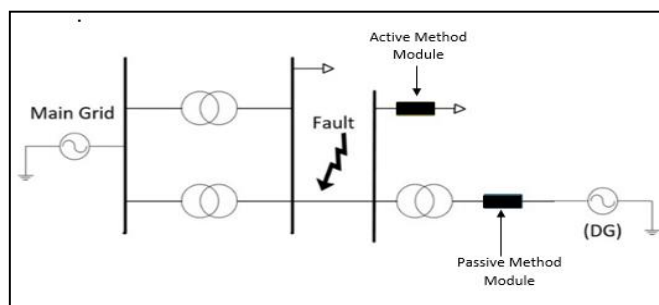 Active Method
Module
Main Grid
Fault
(DG)
Passive Method
Module